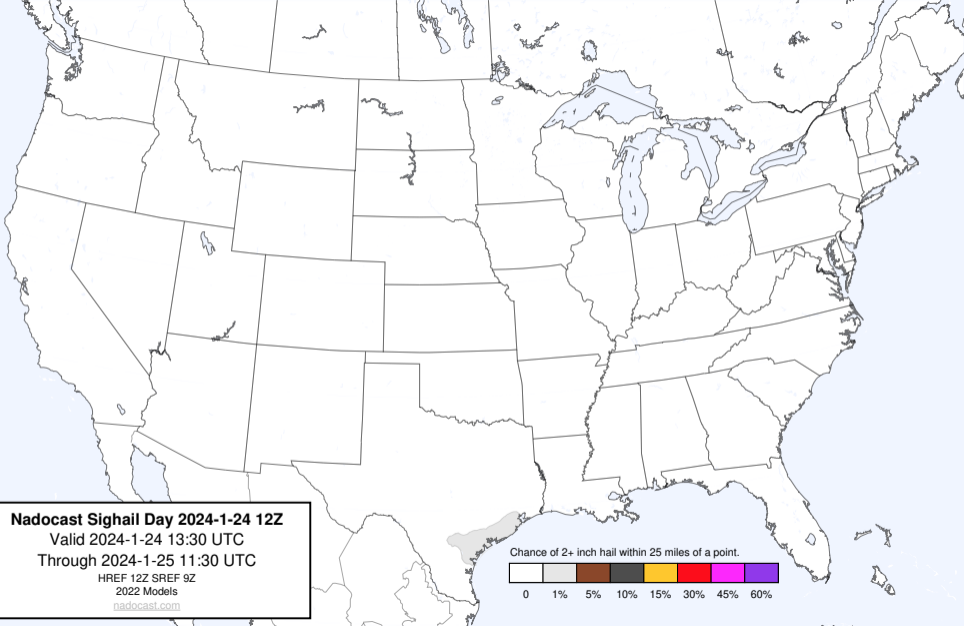 Nadocast Sighail Day 2024-1-24 12Z
Valid 2024-1-24 13:30 UTC
Through 2024-1-25 11:30 UTC
HREF 12Z SREF 9Z
2022 Models
nadocast.com
Chance of 2+ inch hail within 25 miles of a point.
0 1% 5% 10% 15% 30% 45% 60%